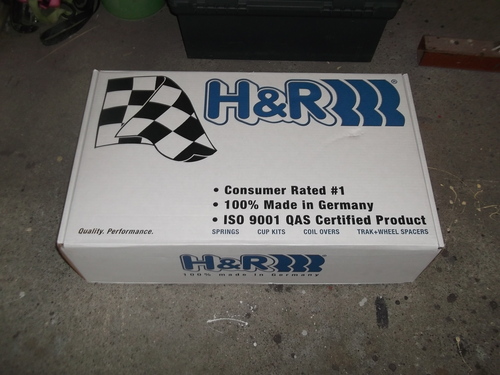 H&R®
• Consumer Rated #1
• 100% Made in Germany
• ISO 9001 QAS Certified Product
Quality. Performance.
SPRINGS CUP KITS COIL OVERS TRAK+WHEEL SPACERS
H&R
100% made in Germany